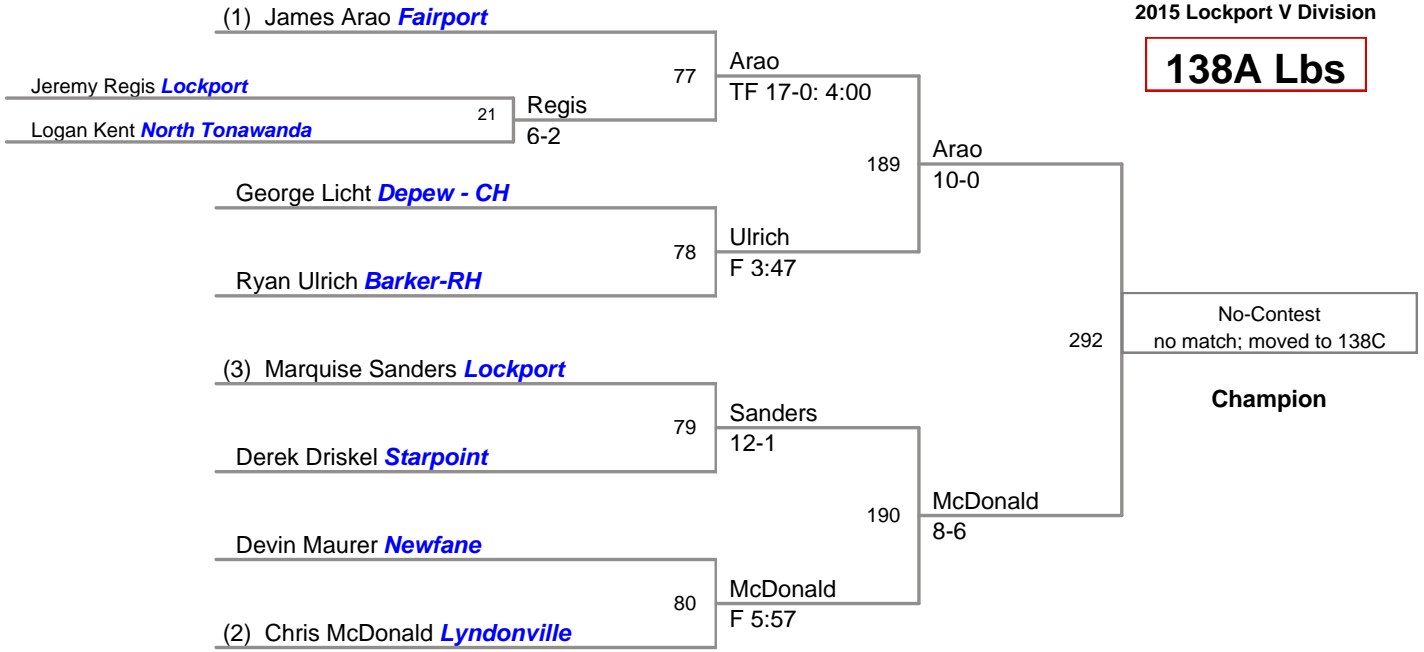 2015 Lockport V Division
138A Lbs
(1) James Arao Fairport
Jeremy Regis Lockport
Logan Kent North Tonawanda
21
Regis
6-2
77
Arao
TF 17-0: 4:00
George Licht Depew - CH
Ryan Ulrich Barker-RH
78
Ulrich
F 3:47
189
Arao
10-0
(3) Marquise Sanders Lockport
Derek Driskel Starpoint
79
Sanders
12-1
Devin Maurer Newfane
(2) Chris McDonald Lyndonville
80
McDonald
F 5:57
190
McDonald
8-6
292
No-Contest
no match; moved to 138C
Champion